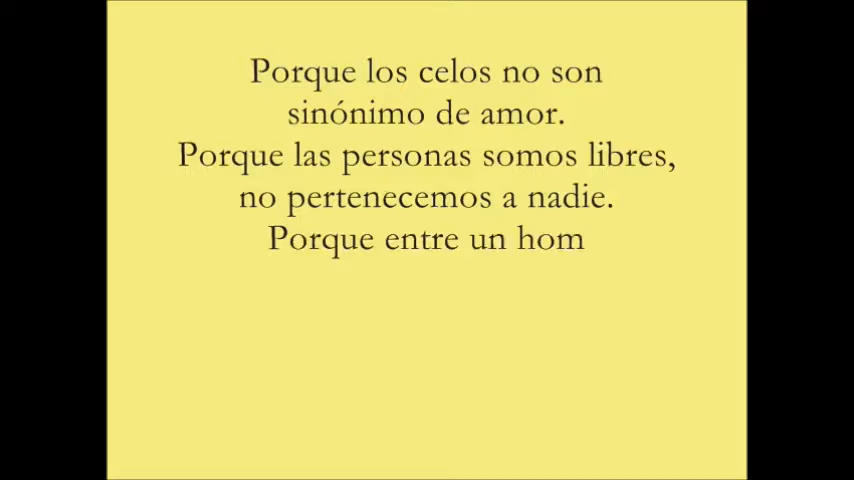 Porque los celos no son
sinónimo de amor.
Porque las personas somos libres,
no pertenecemos a nadie.
Porque entre un hom